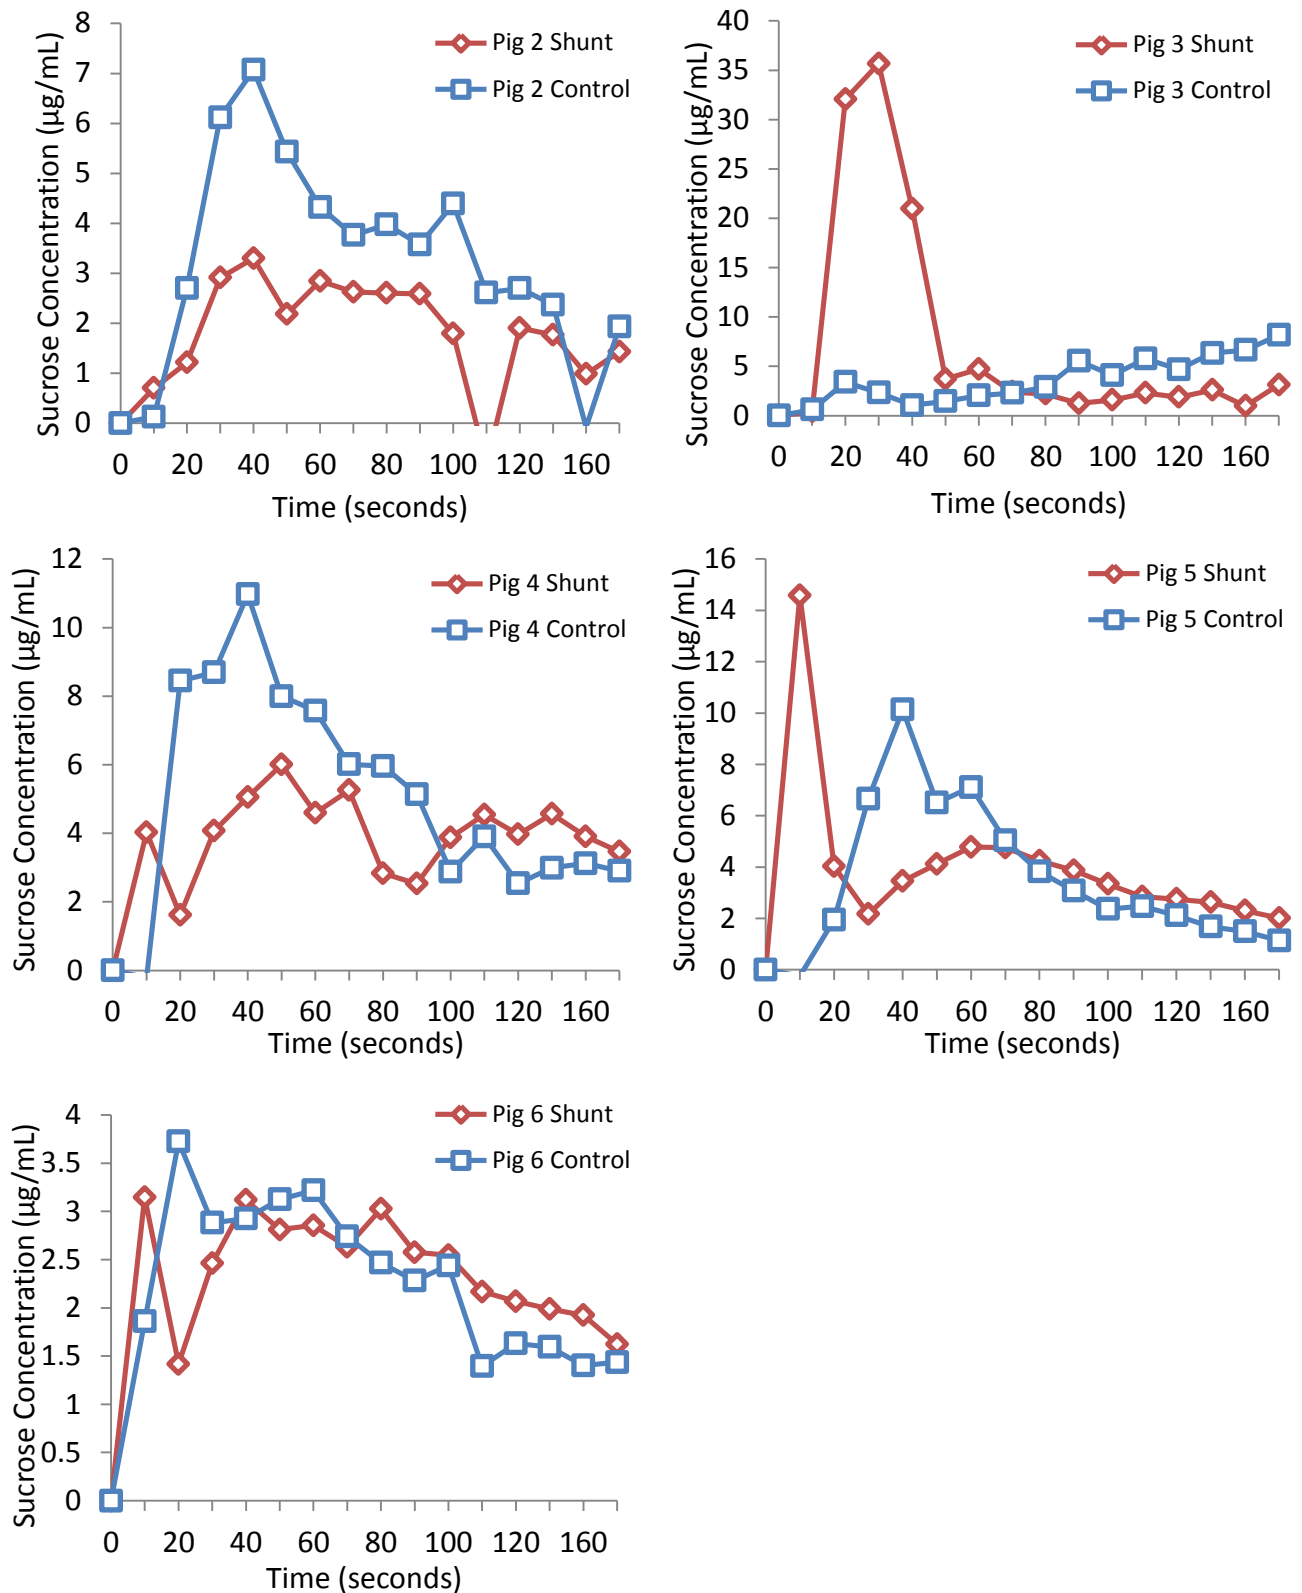 Sucrose Concentration (µg/mL)
8
7
6
5
4
3
2
1
0
Pig 2 Shunt
Pig 2 Control
0 20 40 60 80 100 120 160
Time (seconds)
Sucrose Concentration (µg/mL)
40
35
30
25
20
15
10
5
0
Pig 3 Shunt
Pig 3 Control
0 20 40 60 80 100 120 160
Time (seconds)
Sucrose Concentration (µg/mL)
12
10
8
6
4
2
0
Pig 4 Shunt
Pig 4 Control
0 20 40 60 80 100 120 160
Time (seconds)
Sucrose Concentration (µg/mL)
16
14
12
10
8
6
4
2
0
Pig 5 Shunt
Pig 5 Control
0 20 40 60 80 100 120 160
Time (seconds)
Sucrose Concentration (µg/mL)
4
3.5
3
2.5
2
1.5
1
0.5
0
Pig 6 Shunt
Pig 6 Control
0 20 40 60 80 100 120 160
Time (seconds)